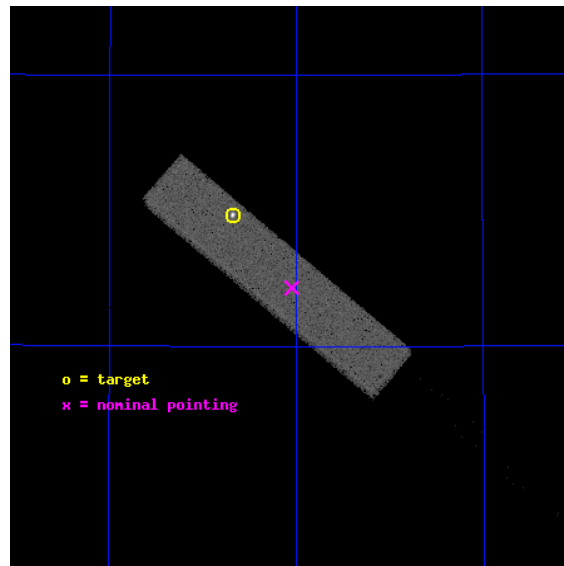 o = target
x = nominal pointing